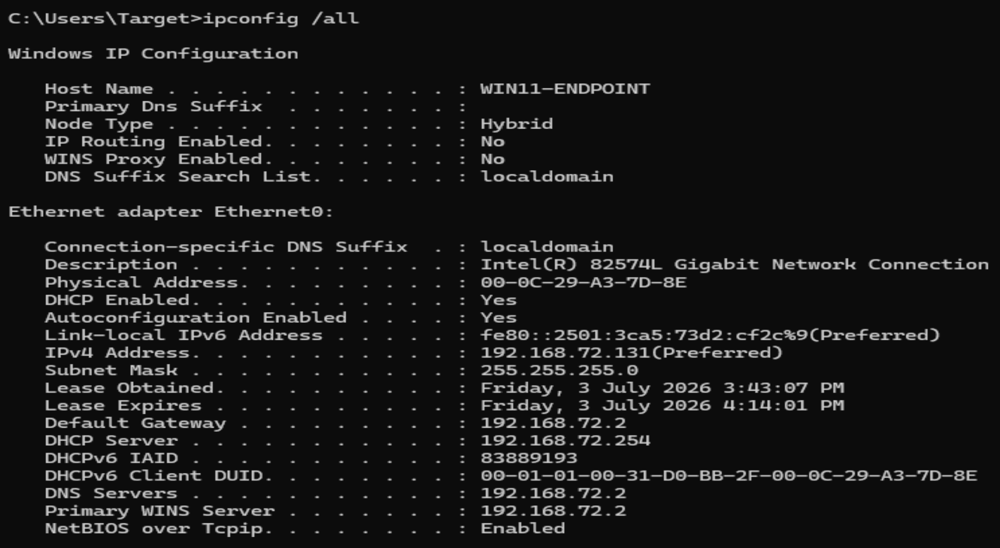 C:\Users\Target>ipconfig /all
Windows IP Configuration
Host Name . . . . . . . . . . . . : WIN11-ENDPOINT
Primary Dns Suffix  . . . . . . . :
Node Type . . . . . . . . . . . . : Hybrid
IP Routing Enabled. . . . . . . . : No
WINS Proxy Enabled. . . . . . . . : No
DNS Suffix Search List. . . . . . : localdomain
Ethernet adapter Ethernet0:
Connection-specific DNS Suffix  . : localdomain
Description . . . . . . . . . . . : Intel(R) 82574L Gigabit Network Connection
Physical Address. . . . . . . . . : 00-0C-29-A3-7D-8E
DHCP Enabled. . . . . . . . . . . : Yes
Autoconfiguration Enabled . . . . : Yes
Link-local IPv6 Address . . . . . : fe80::2501:3ca5:73d2:cf2c%9(Preferred)
IPv4 Address. . . . . . . . . . . : 192.168.72.131(Preferred)
Subnet Mask . . . . . . . . . . . : 255.255.255.0
Lease Obtained. . . . . . . . . . : Friday, 3 July 2026 3:43:07 PM
Lease Expires . . . . . . . . . . : Friday, 3 July 2026 4:14:01 PM
Default Gateway . . . . . . . . . : 192.168.72.2
DHCP Server . . . . . . . . . . . : 192.168.72.254
DHCPv6 IAID . . . . . . . . . . . : 83889193
DHCPv6 Client DUID. . . . . . . . : 00-01-01-00-31-D0-BB-2F-00-0C-29-A3-7D-8E
DNS Servers . . . . . . . . . . . : 192.168.72.2
Primary WINS Server . . . . . . . : 192.168.72.2
NetBIOS over Tcpip. . . . . . . . : Enabled